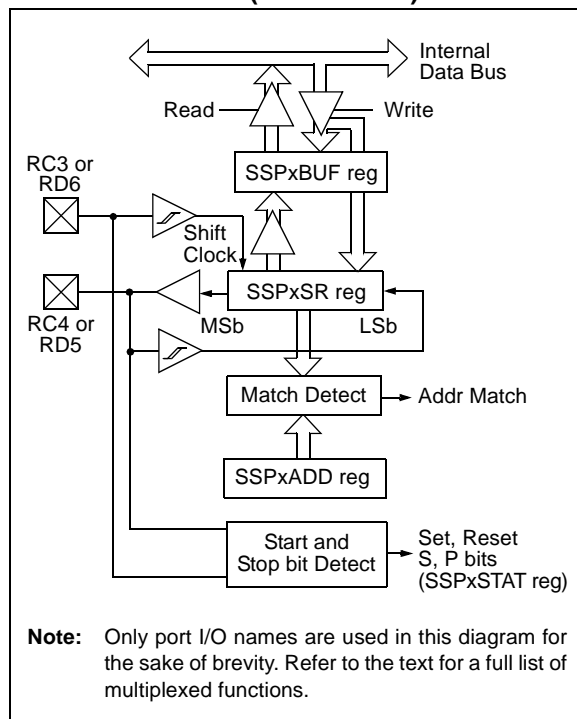 Internal
Data Bus
Read
Write
RC3 or
RD6
SSPxBUF reg
Shift
Clock
SSPxSR reg
MSb
LSb
RC4 or
RD5
Match Detect
Addr Match
SSPxADD reg
Start and
Stop bit Detect
Set, Reset
S, P bits
(SSPxSTAT reg)
Note: Only port I/O names are used in this diagram for
the sake of brevity. Refer to the text for a full list of
multiplexed functions.